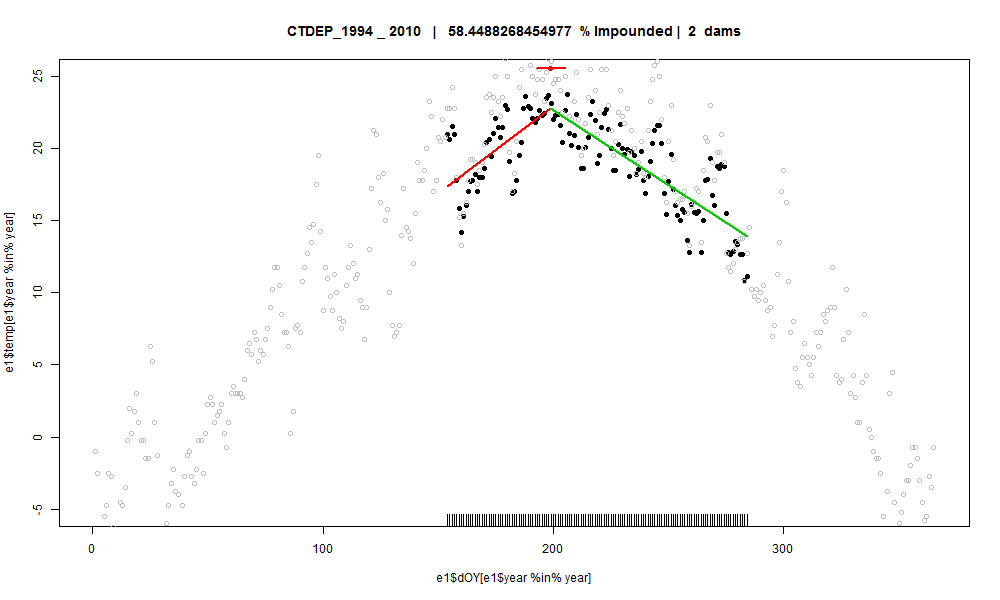 CTDEP_1994 _ 2010 | 58.4488268454977 % Impounded | 2 dams
e1$temp[e1$year %in% year]
25
20
15
10
5
0
-5
0 100 200 300
e1$dOY[e1$year %in% year]